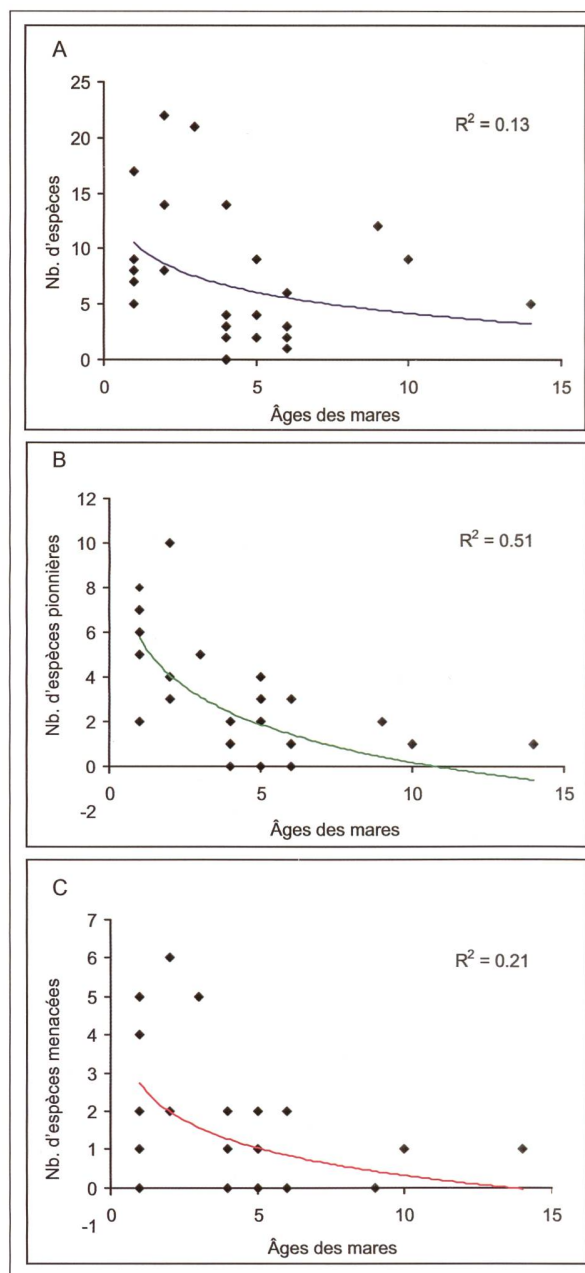 A
R² = 0.13
Nb. d'espèces
25
20
15
10
5
0
0 5 10 15
Âges des mares
B
R² = 0.51
Nb. d'espèces pionnières
12
10
8
6
4
2
0
-2
0 5 10 15
Âges des mares
C
R² = 0.21
Nb. d'espèces menacées
7
6
5
4
3
2
1
0
-1
0 5 10 15
Âges des mares